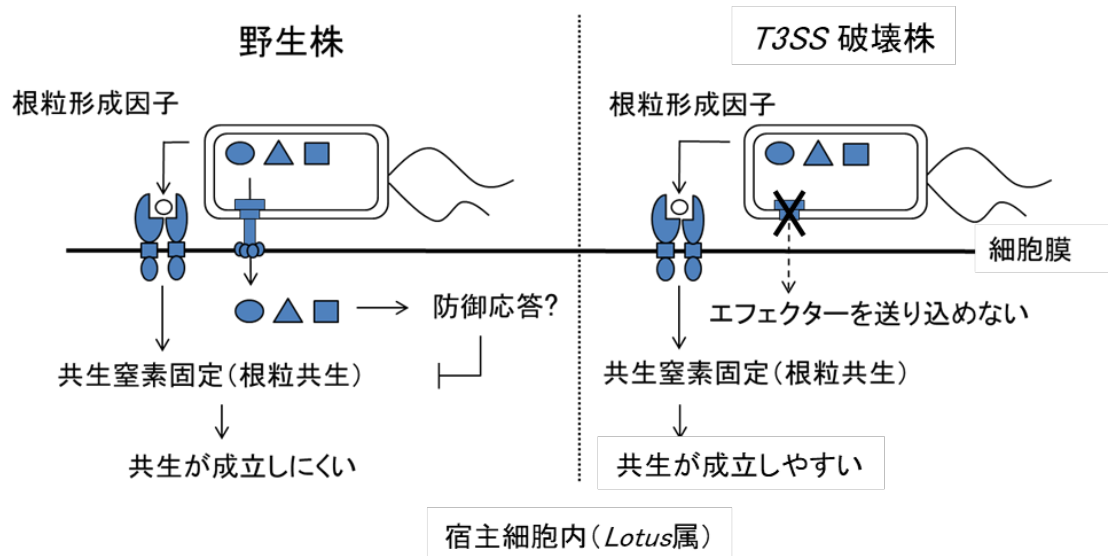 野生株
根粒形成因子
防御応答?
共生窒素固定(根粒共生)
共生が成立しにくい
T3SS 破壊株
根粒形成因子
細胞膜
エフェクターを送り込めない
共生窒素固定(根粒共生)
共生が成立しやすい
宿主細胞内(Lotus属)